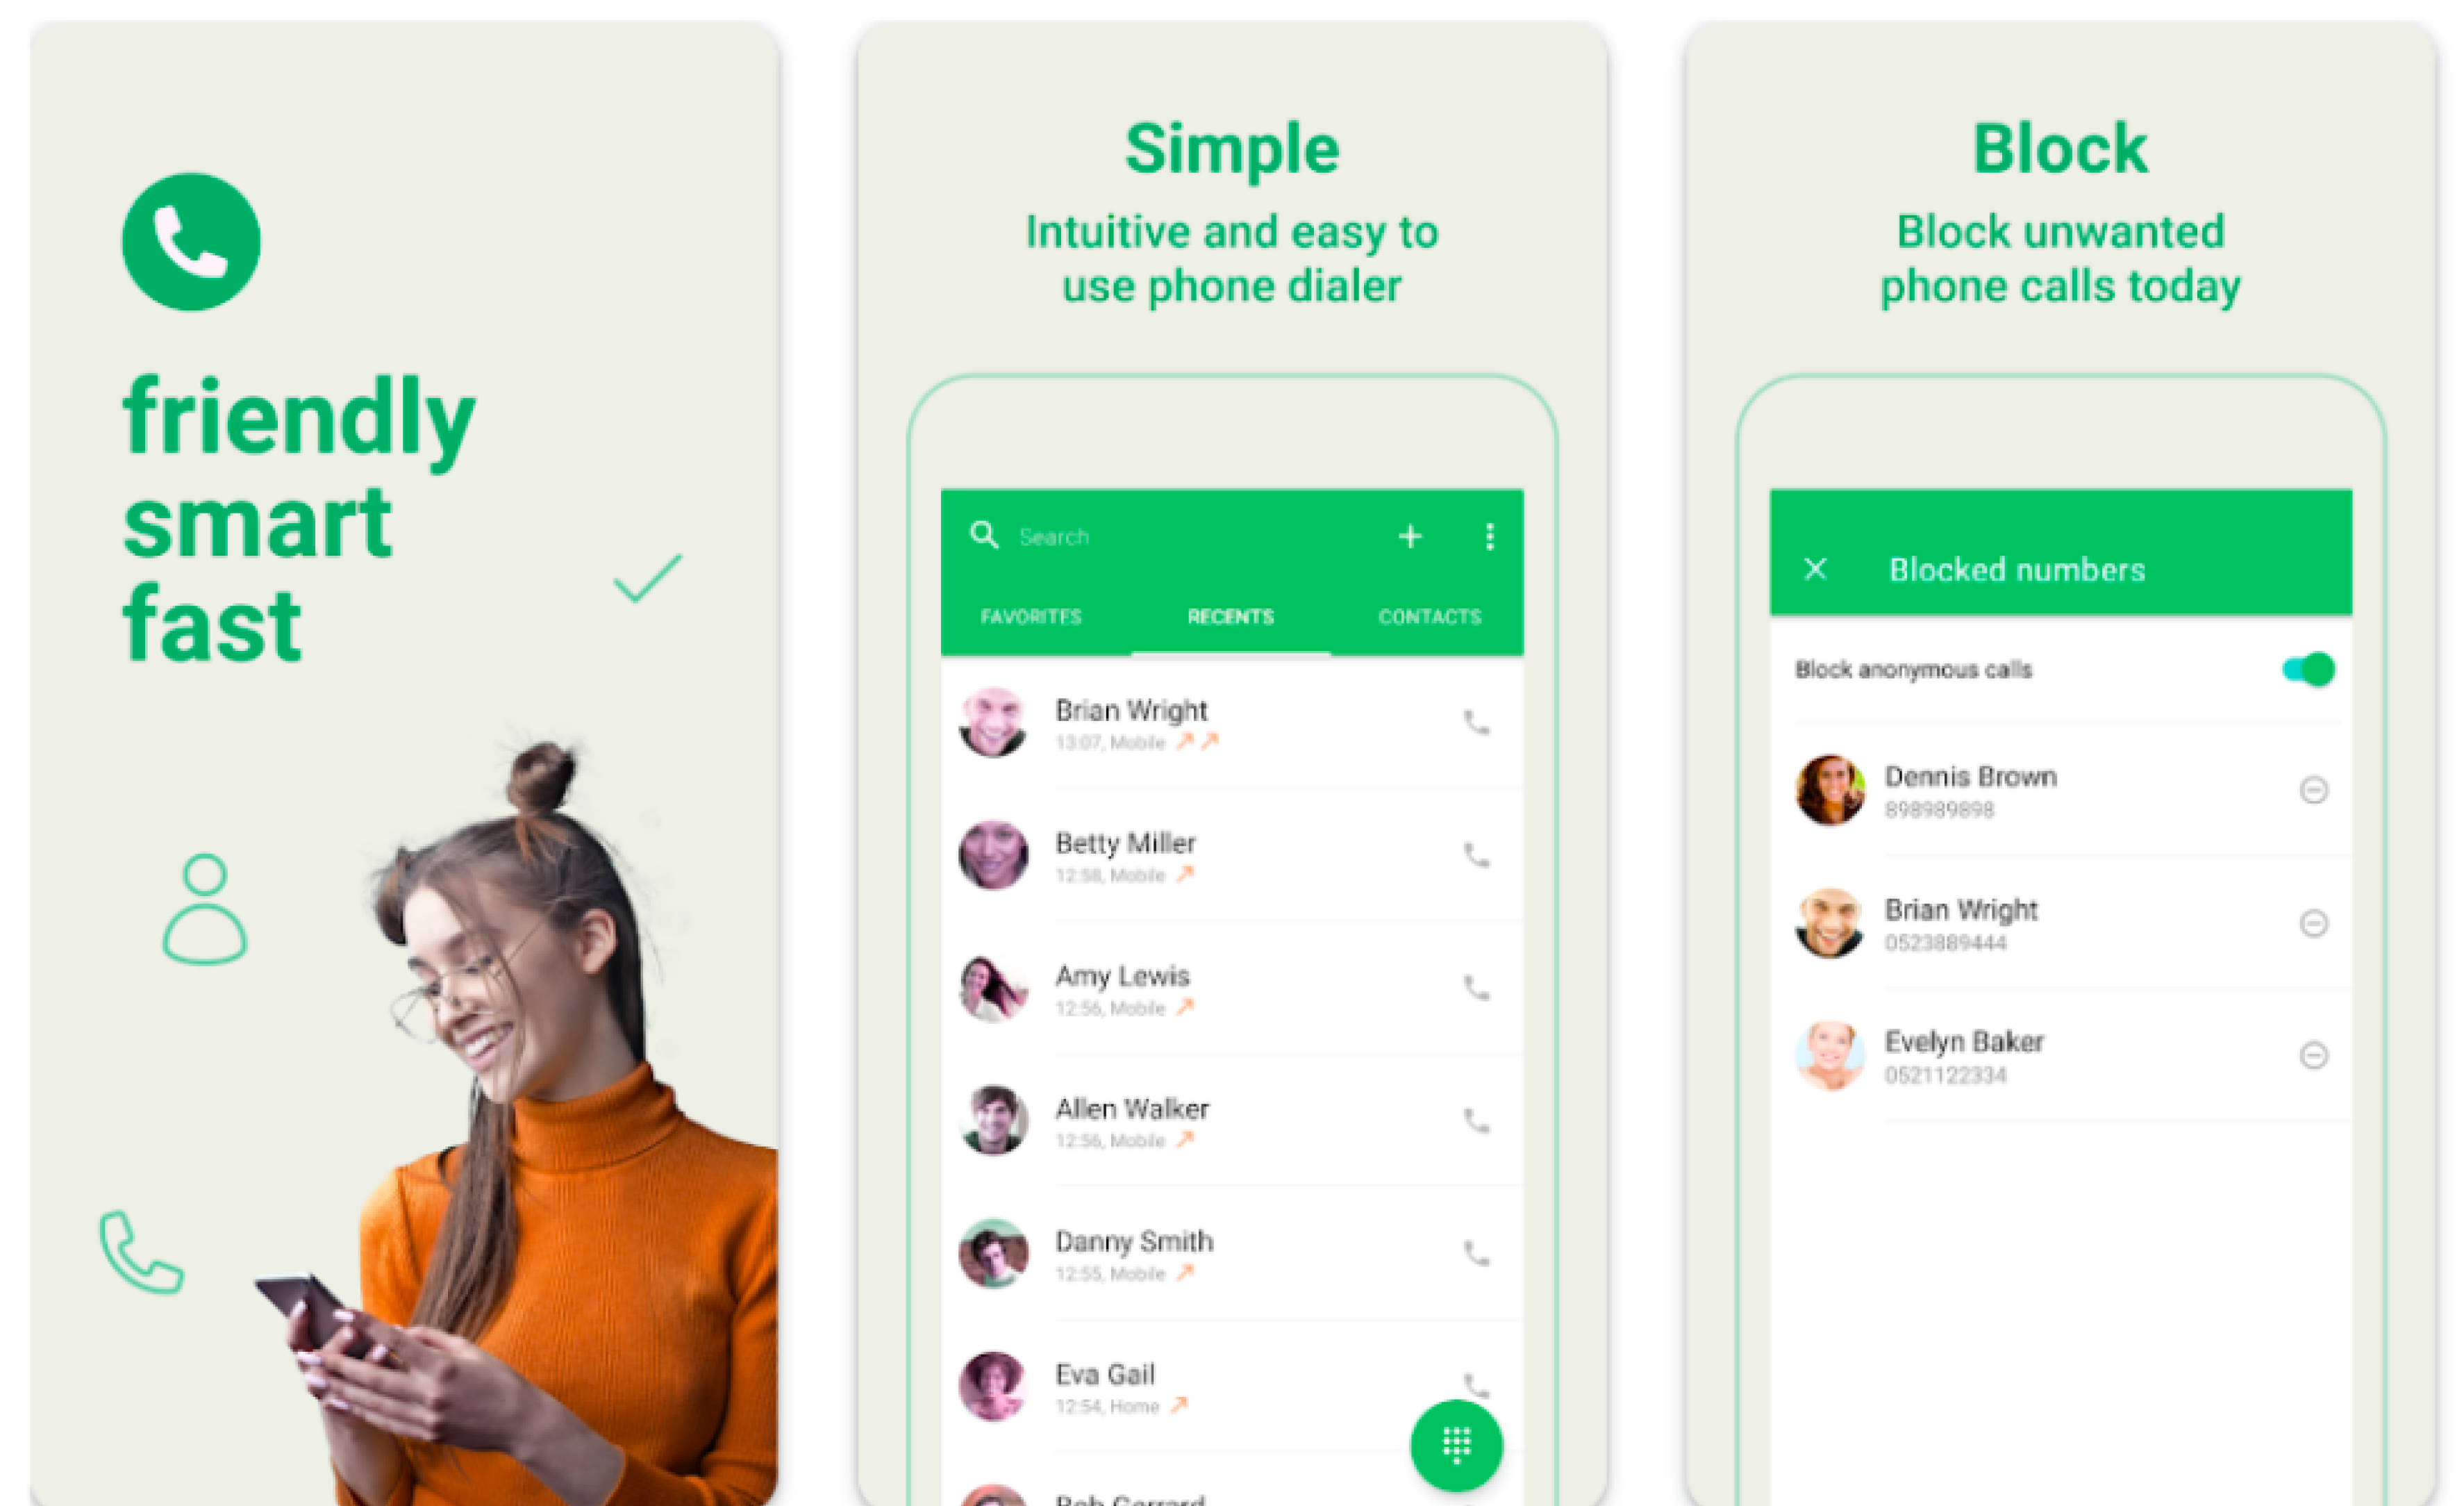 friendly
smart
fast
Simple
Intuitive and easy to
use phone dialer
Search
FAVORITES RECENTS CONTACTS
Brian Wright
13:07, Mobile
Betty Miller
12:58, Mobile
Amy Lewis
12:56, Mobile
Allen Walker
12:56, Mobile
Danny Smith
12:55, Mobile
Eva Gail
12:54, Home
Block
Block unwanted
phone calls today
Blocked numbers
Block anonymous calls
Dennis Brown
898989898
Brian Wright
0523889444
Evelyn Baker
0521122334